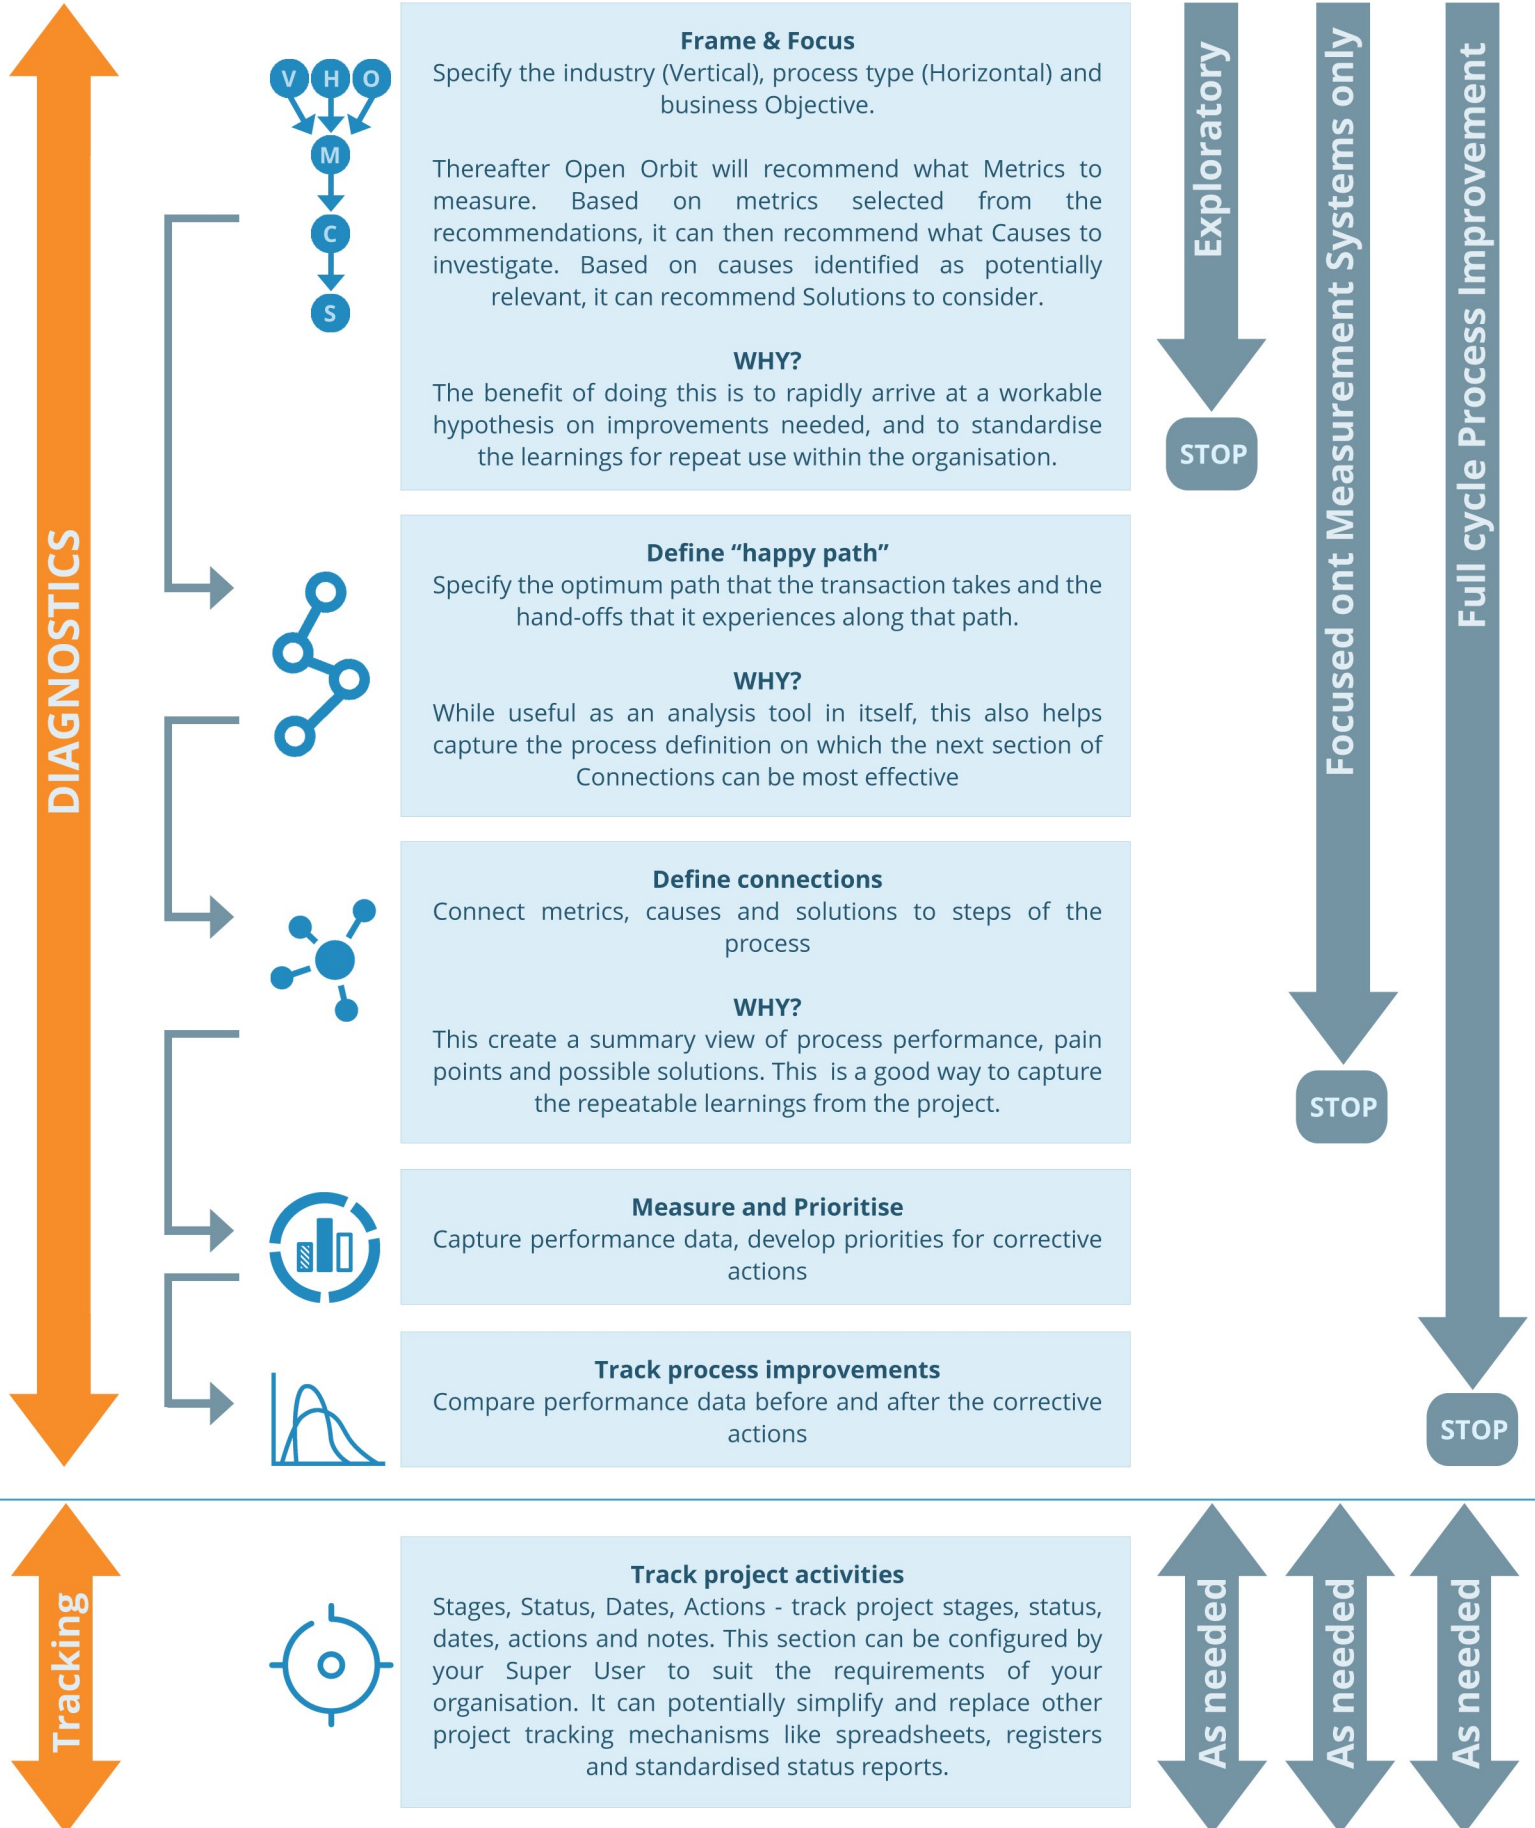 DIAGNOSTICS
V H O
M
C
S
Frame & Focus
Specify the industry (Vertical), process type (Horizontal) and
business Objective.
Thereafter Open Orbit will recommend what Metrics to
measure. Based on metrics selected from the
recommendations, it can then recommend what Causes to
investigate. Based on causes identified as potentially
relevant, it can recommend Solutions to consider.
WHY?
The benefit of doing this is to rapidly arrive at a workable
hypothesis on improvements needed, and to standardise
the learnings for repeat use within the organisation.
Exploratory
STOP
Focused ont Measurement Systems only
STOP
Full cycle Process Improvement
STOP
Define “happy path”
Specify the optimum path that the transaction takes and the
hand-offs that it experiences along that path.
WHY?
While useful as an analysis tool in itself, this also helps
capture the process definition on which the next section of
Connections can be most effective
Define connections
Connect metrics, causes and solutions to steps of the
process
WHY?
This create a summary view of process performance, pain
points and possible solutions. This is a good way to capture
the repeatable learnings from the project.
Measure and Prioritise
Capture performance data, develop priorities for corrective
actions
Track process improvements
Compare performance data before and after the corrective
actions
Tracking
Track project activities
Stages, Status, Dates, Actions - track project stages, status,
dates, actions and notes. This section can be configured by
your Super User to suit the requirements of your
organisation. It can potentially simplify and replace other
project tracking mechanisms like spreadsheets, registers
and standardised status reports.
As needed
As needed
As needed